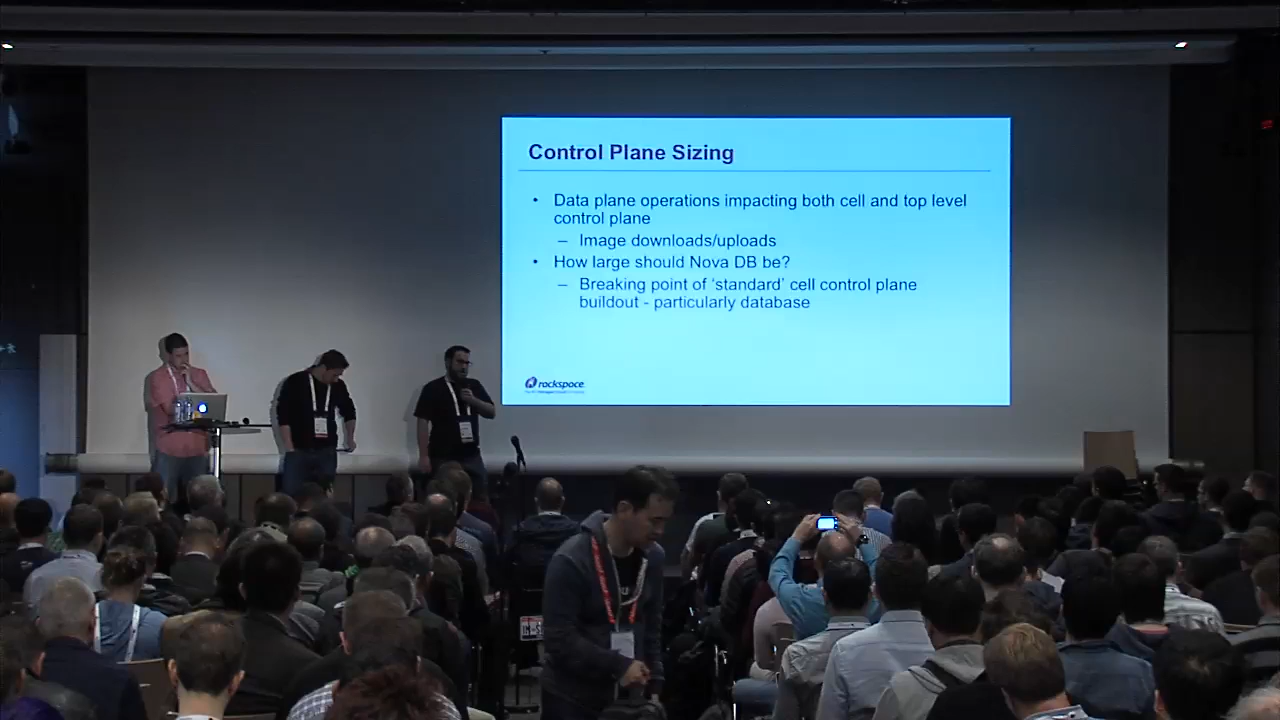 Control Plane Sizing
• Data plane operations impacting both cell and top level
control plane
– Image downloads/uploads
• How large should Nova DB be?
– Breaking point of ‘standard’ cell control plane
buildout - particularly database
rackspace.